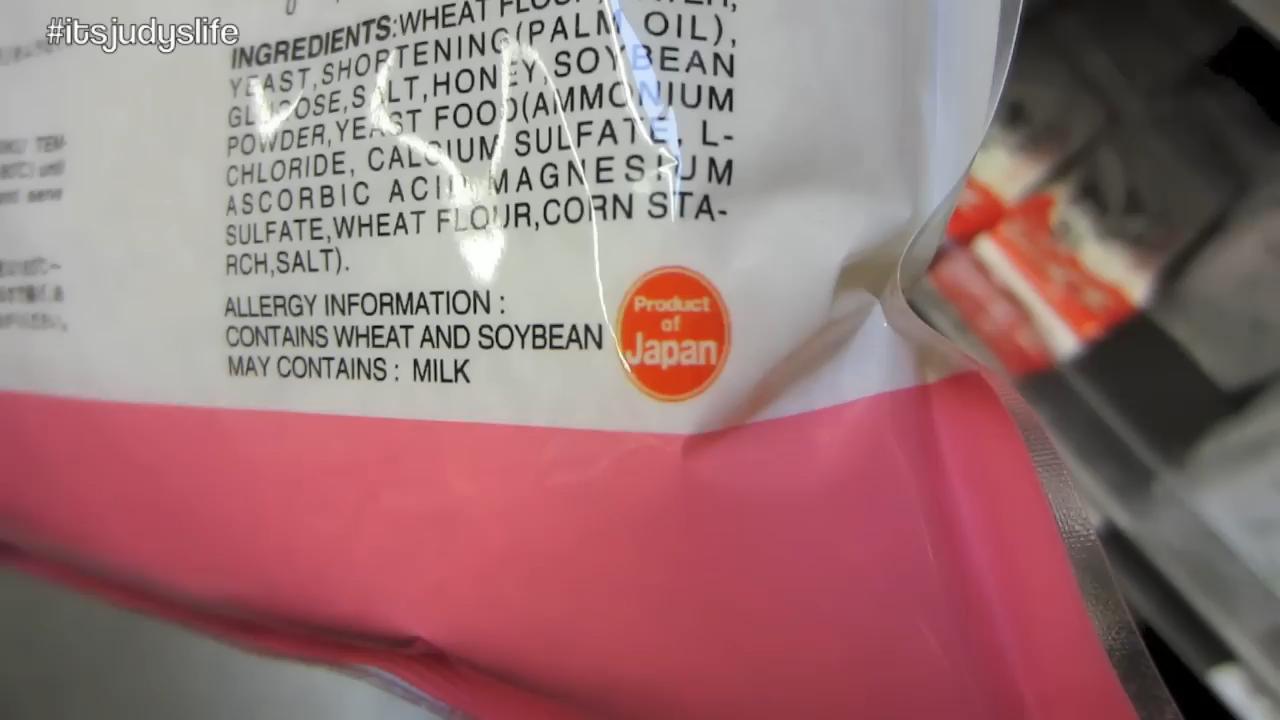 #itsjudyslife
INGREDIENTS:WHEAT FLOUR,WATER,
YEAST,SHORTENING(PALM OIL),
GLUCOSE,SALT,HONEY,SOYBEAN
POWDER,YEAST FOOD(AMMONIUM
CHLORIDE, CALCIUM SULFATE, L-
ASCORBIC ACID,MAGNESIUM
SULFATE,WHEAT FLOUR,CORN STA-
RCH,SALT).
ALLERGY INFORMATION :
CONTAINS WHEAT AND SOYBEAN
MAY CONTAINS : MILK
Product
of
Japan